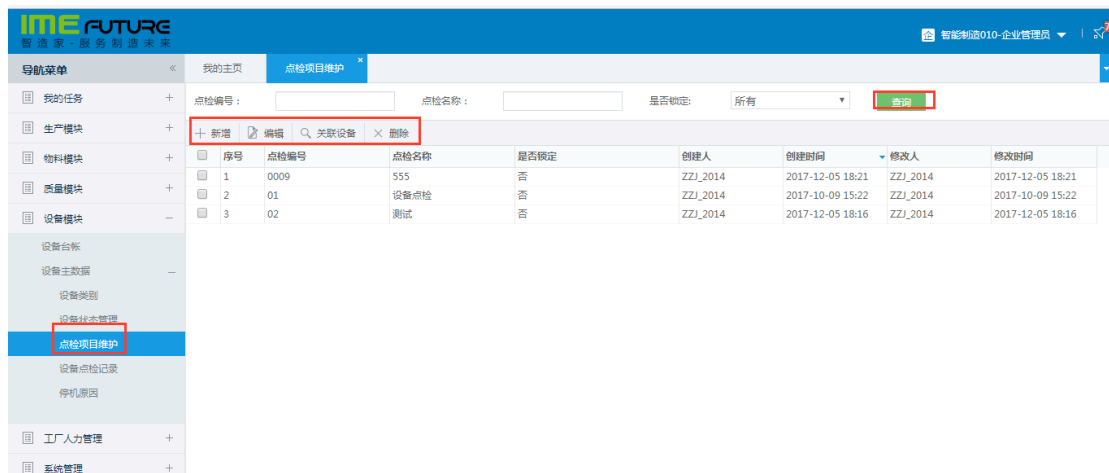 IME FUTURE
智造家-服务制造未来
企 智能制造010-企业管理员
导航菜单 «
我的主页 点检项目维护 ×
我的任务 +
点检编号： 点检名称： 是否锁定: 所有 查询
生产模块 +
+ 新增 编辑 关联设备 × 删除
序号 点检编号 点检名称 是否锁定 创建人 创建时间 修改人 修改时间
1 0009 555 否 ZZJ_2014 2017-12-05 18:21 ZZJ_2014 2017-12-05 18:21
2 01 设备点检 否 ZZJ_2014 2017-10-09 15:22 ZZJ_2014 2017-10-09 15:22
3 02 测试 否 ZZJ_2014 2017-12-05 18:16 ZZJ_2014 2017-12-05 18:16
物料模块 +
质量模块 +
设备模块 −
设备台帐
设备主数据 −
设备类别
设备状态管理
点检项目维护
设备点检记录
停机原因
工厂人力管理 +
系统管理 +